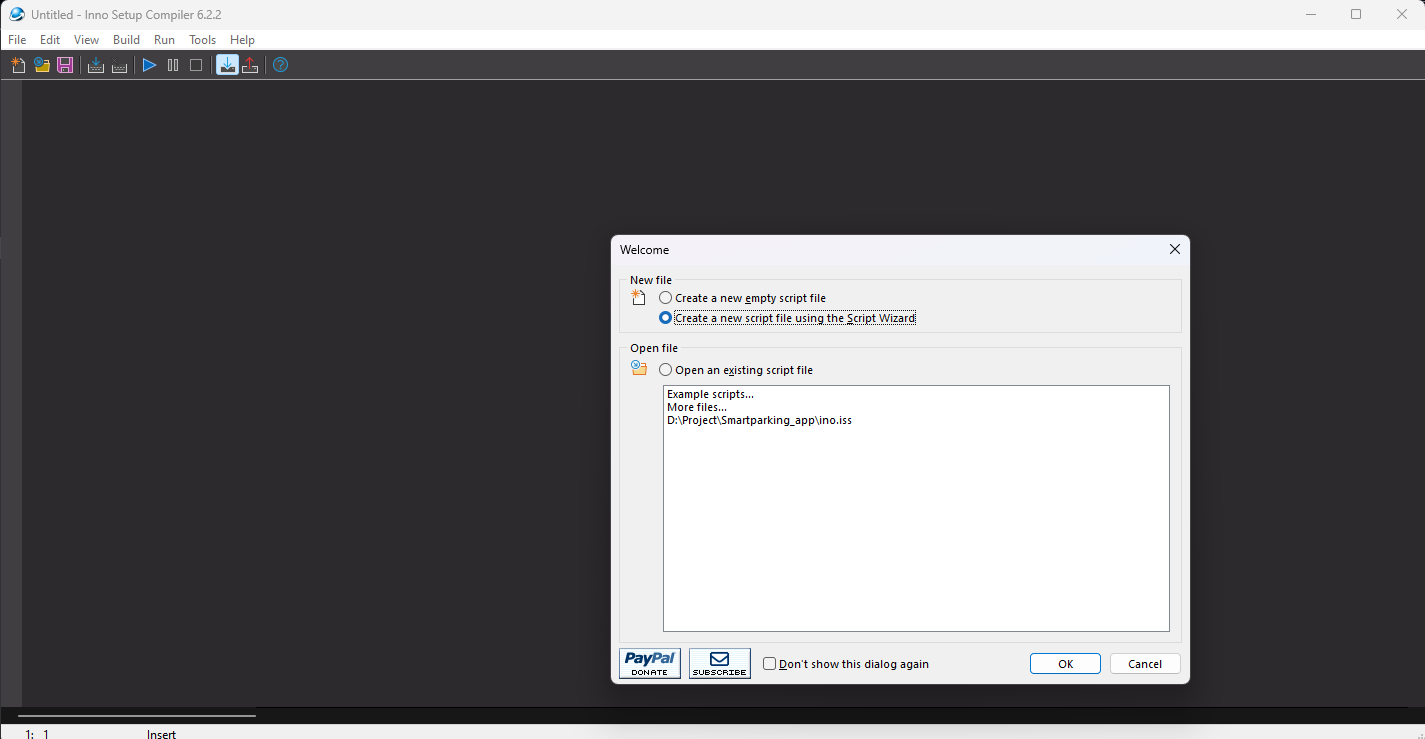 Untitled - Inno Setup Compiler 6.2.2
File Edit View Build Run Tools Help
Welcome
New file
Create a new empty script file
Create a new script file using the Script Wizard
Open file
Open an existing script file
Example scripts...
More files...
D:\Project\Smartparking_app\ino.iss
PayPal
DONATE
SUBSCRIBE
Don't show this dialog again
OK
Cancel
1: 1
Insert